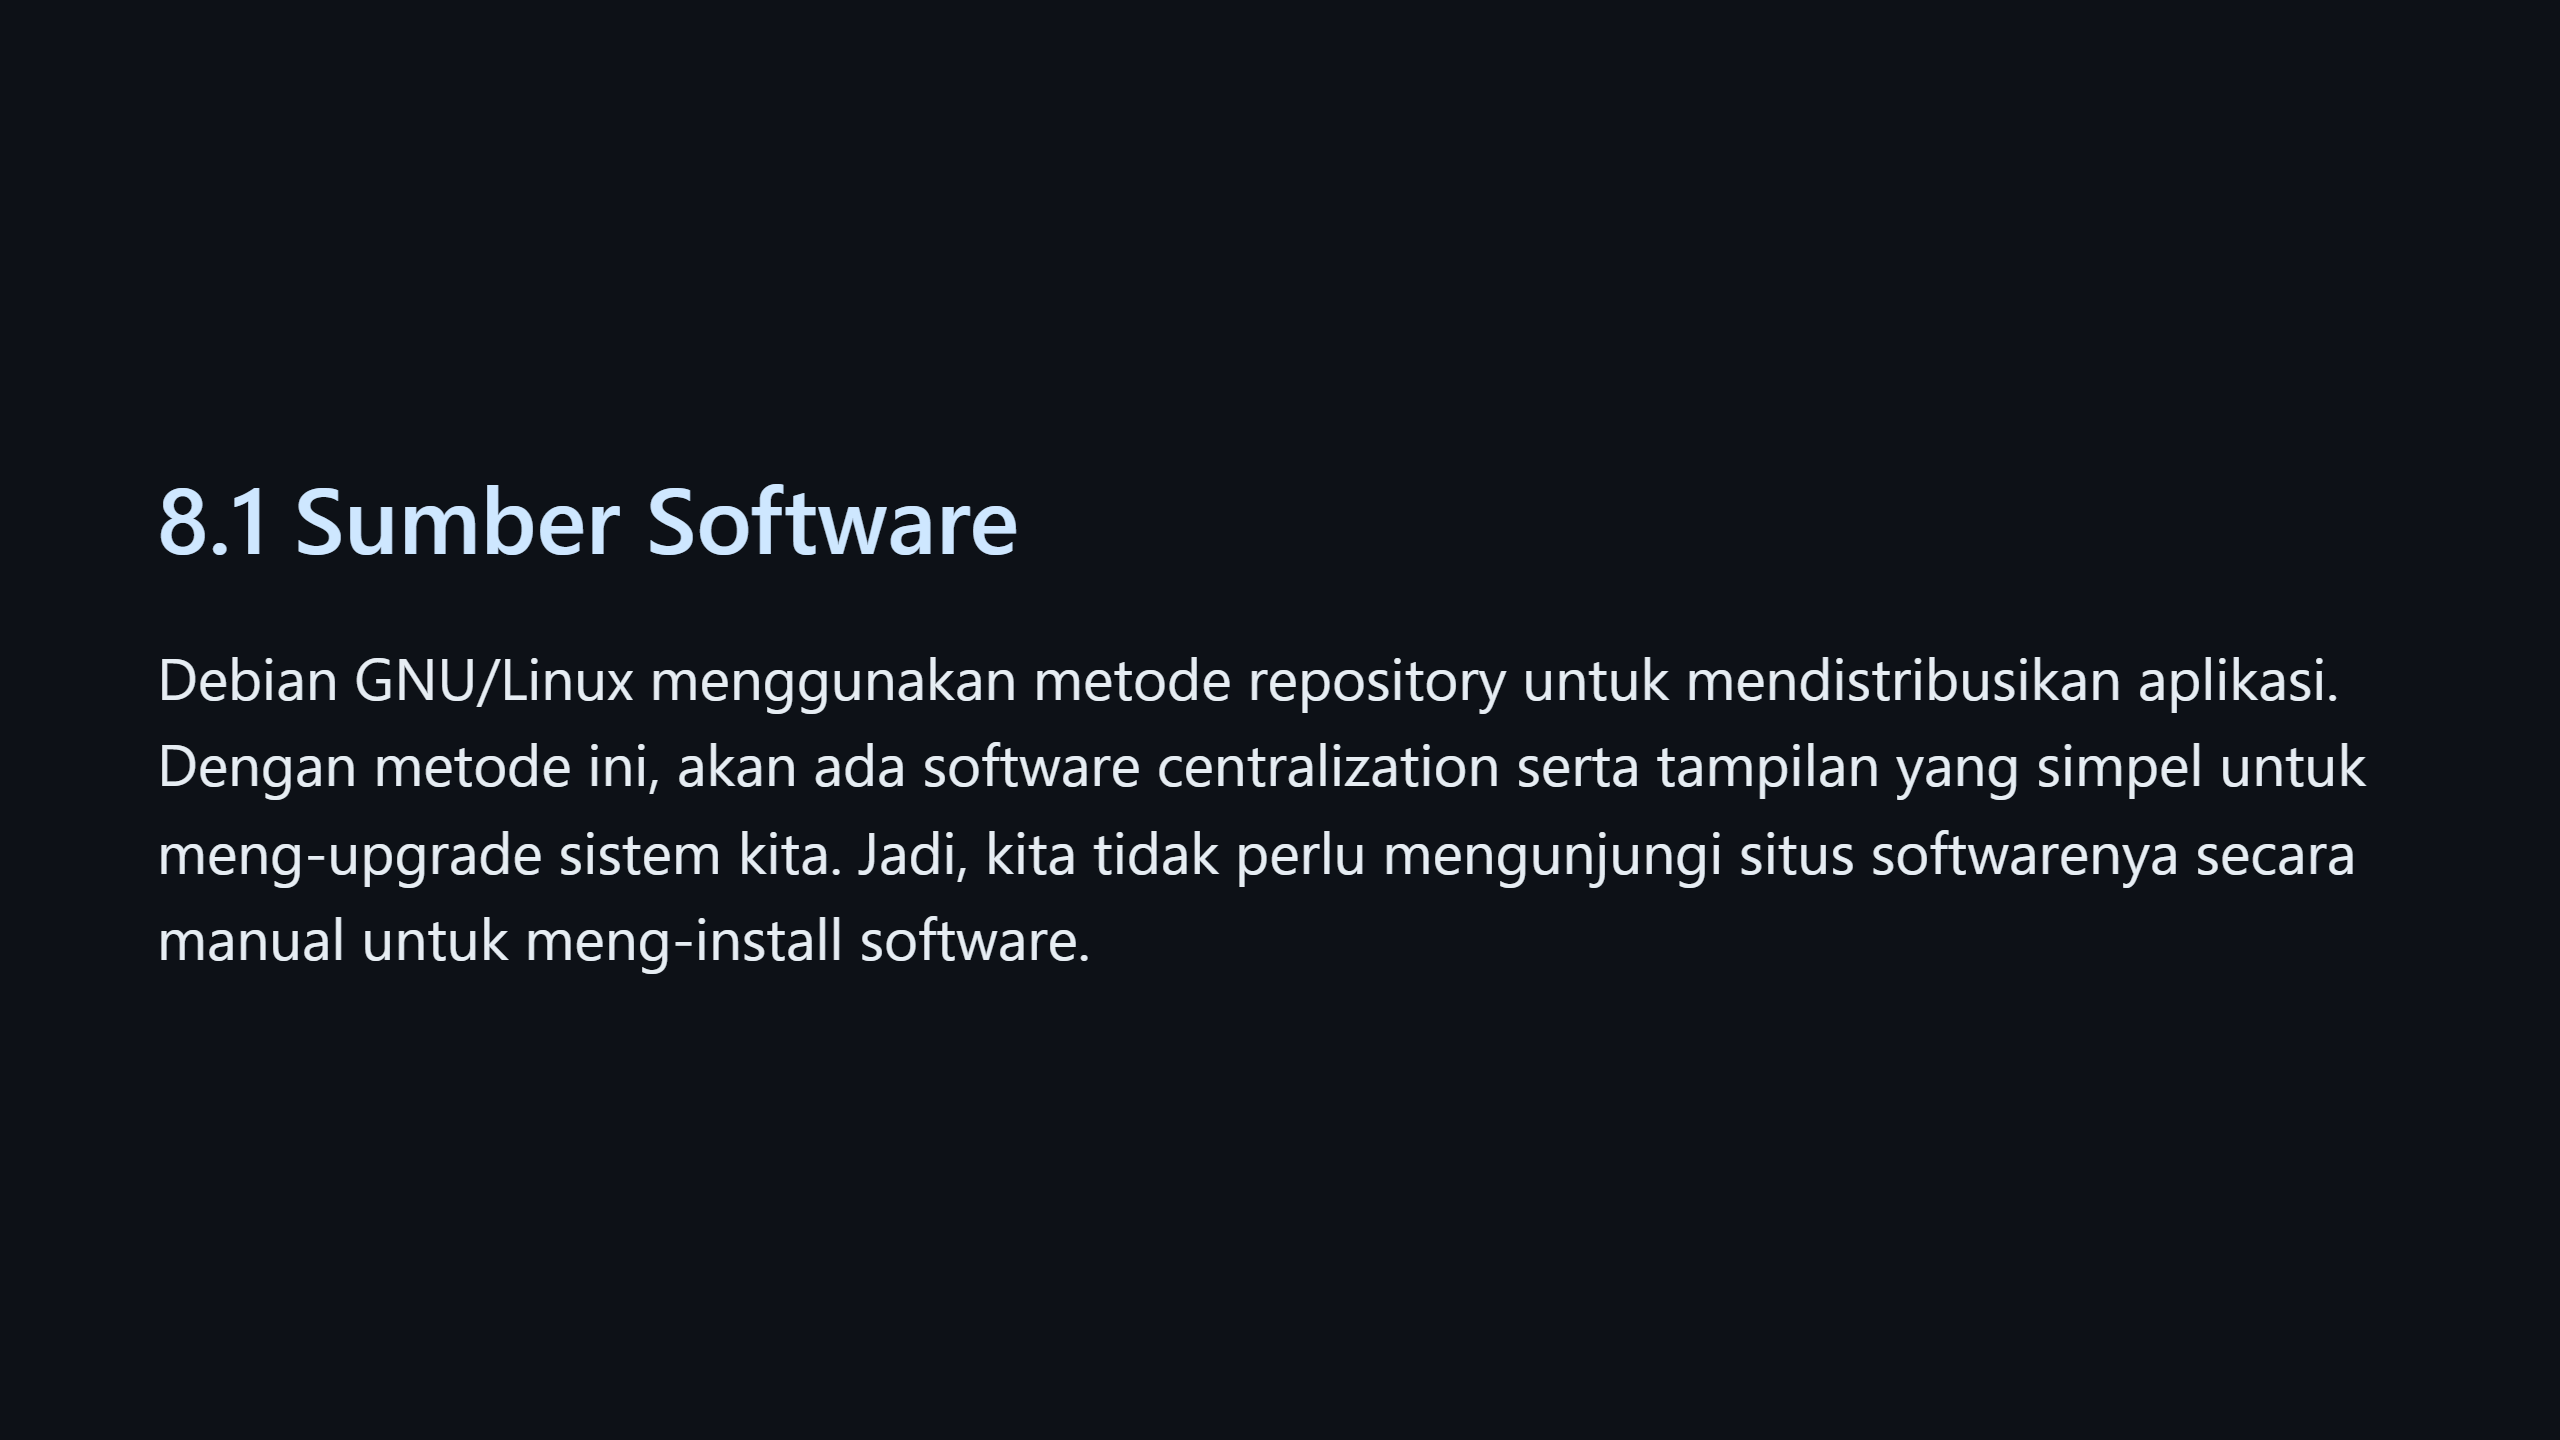 8.1 Sumber Software
Debian GNU/Linux menggunakan metode repository untuk mendistribusikan aplikasi.
Dengan metode ini, akan ada software centralization serta tampilan yang simpel untuk
meng-upgrade sistem kita. Jadi, kita tidak perlu mengunjungi situs softwarenya secara
manual untuk meng-install software.